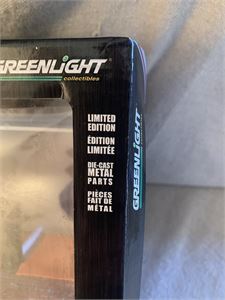 GREENLIGHT
collectibles
LIMITED
EDITION
ÉDITION
LIMITÉE
DIE-CAST
METAL
PARTS
PIÈCES
FAIT DE
MÉTAL
GREENLIGHT